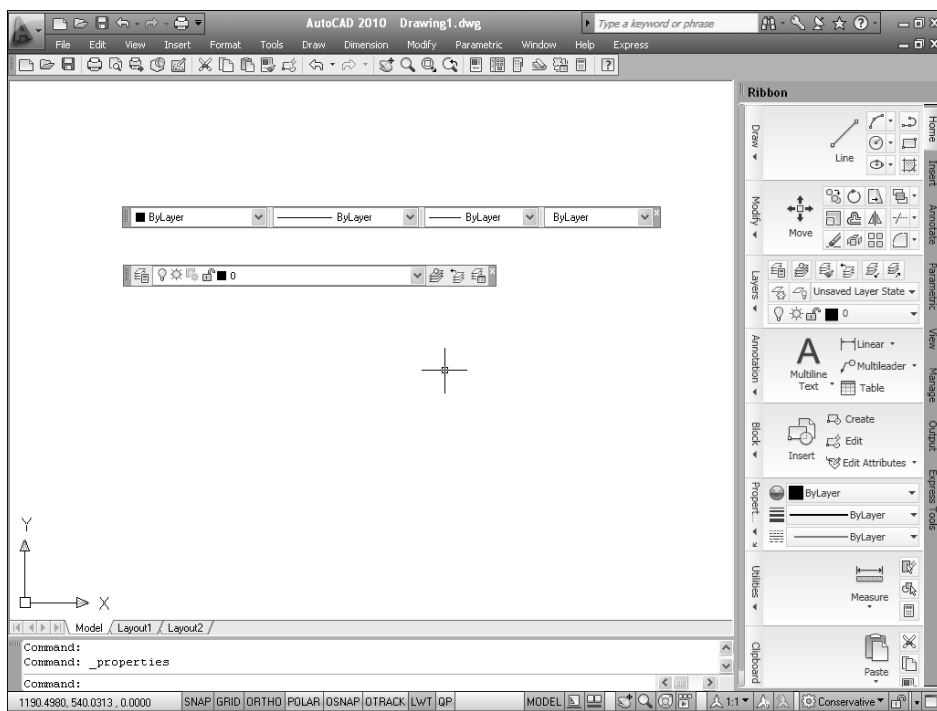 AutoCAD 2010 Drawing1.dwg
Type a keyword or phrase
File Edit View Insert Format Tools Draw Dimension Modify Parametric Window Help Express
Ribbon
ByLayer ByLayer ByLayer ByLayer
0
Draw
Line
Modify
Move
Layers
Unsaved Layer State
0
Annotation
Multiline Text
Linear
Multileader
Table
Block
Insert
Create
Edit
Edit Attributes
Propert...
ByLayer
ByLayer
ByLayer
Utilities
Measure
Clipboard
Paste
Home
Insert
Annotate
Parametric
View
Manage
Output
Express Tools
Y
X
Model Layout1 Layout2
Command:
Command: _properties
Command:
1190.4980, 540.0313 , 0.0000 SNAP GRID ORTHO POLAR OSNAP OTRACK LWT QP MODEL 1:1 Conservative